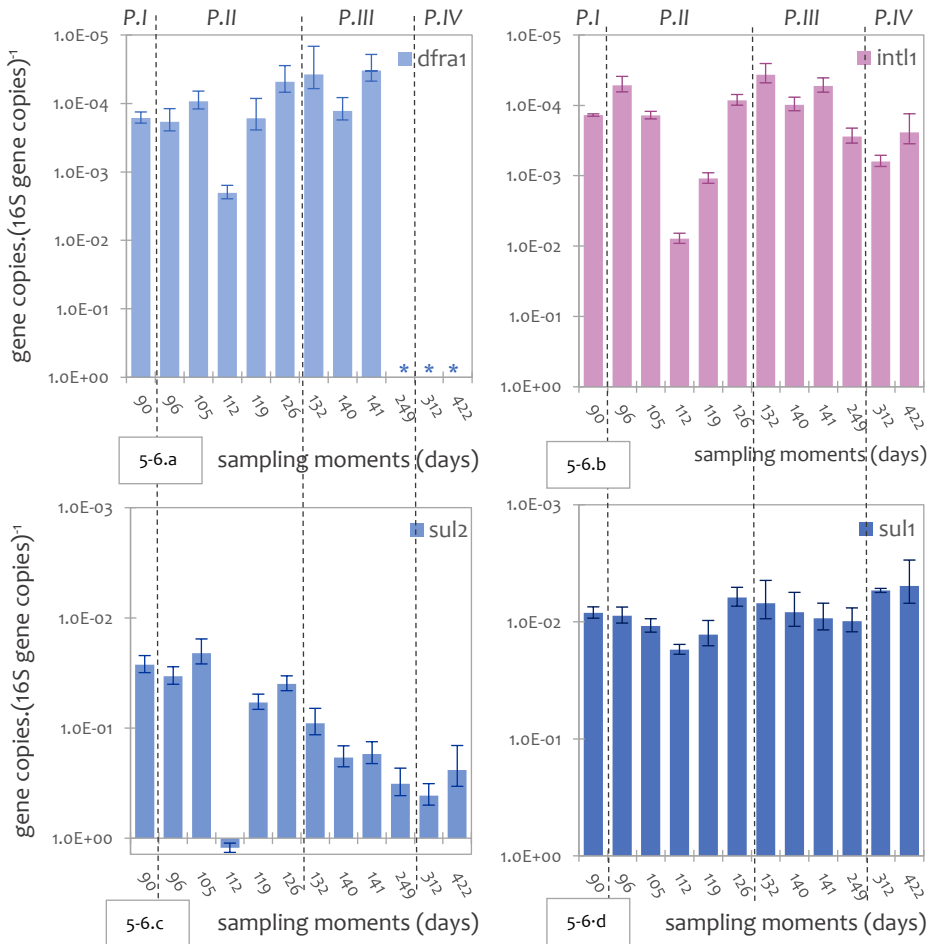 P.I P.II P.III P.IV
gene copies.(16S gene copies)⁻¹
1.0E-05
1.0E-04
1.0E-03
1.0E-02
1.0E-01
1.0E+00
dfra1
* * *
90 96 105 112 119 126 132 140 141 249 312 422
5-6.a
sampling moments (days)
P.I P.II P.III P.IV
1.0E-05
1.0E-04
1.0E-03
1.0E-02
1.0E-01
1.0E+00
intl1
90 96 105 112 119 126 132 140 141 249 312 422
5-6.b
sampling moments (days)
gene copies.(16S gene copies)⁻¹
1.0E-03
1.0E-02
1.0E-01
1.0E+00
sul2
90 96 105 112 119 126 132 140 141 249 312 422
5-6.c
sampling moments (days)
1.0E-03
1.0E-02
1.0E-01
1.0E+00
sul1
90 96 105 112 119 126 132 140 141 249 312 422
5-6.d
sampling moments (days)